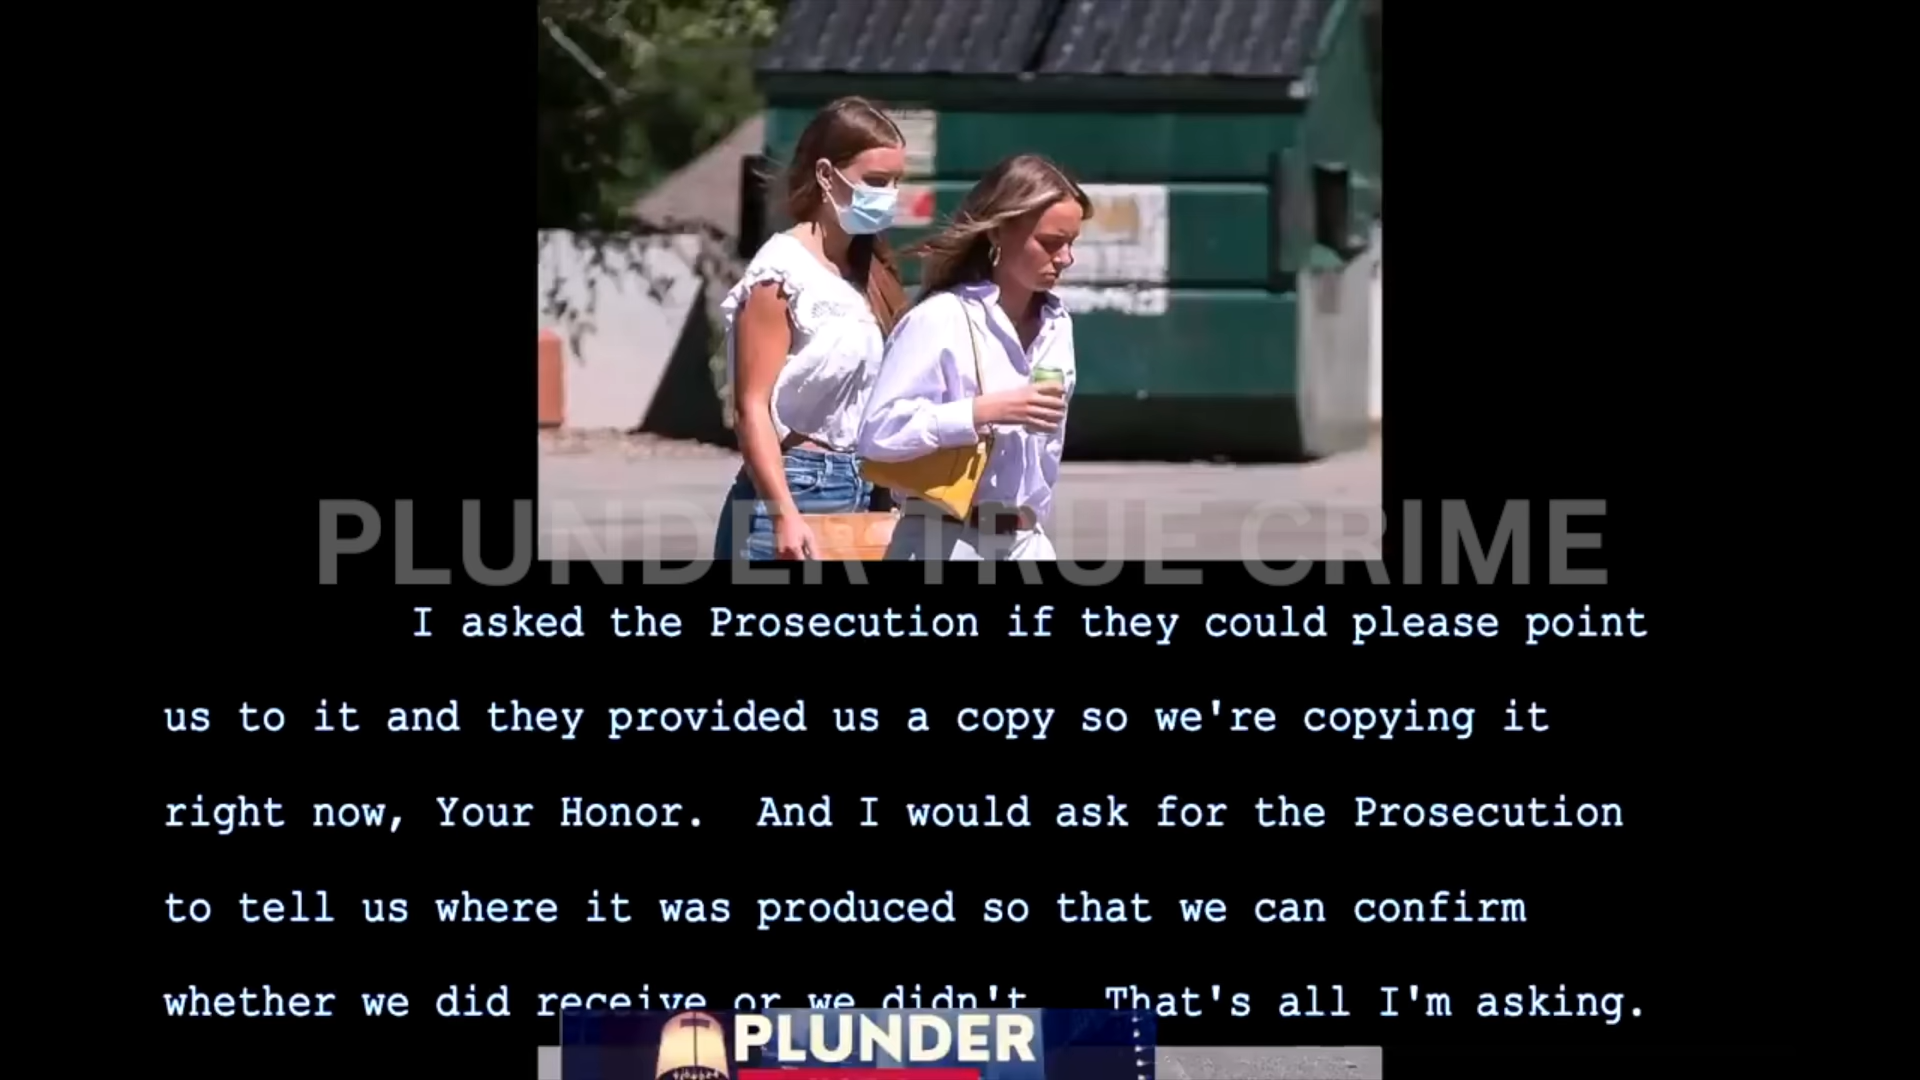 PLUNDER TRUE CRIME
I asked the Prosecution if they could please point
us to it and they provided us a copy so we're copying it
right now, Your Honor.  And I would ask for the Prosecution
to tell us where it was produced so that we can confirm
whether we did receive or we didn't.  That's all I'm asking.
PLUNDER